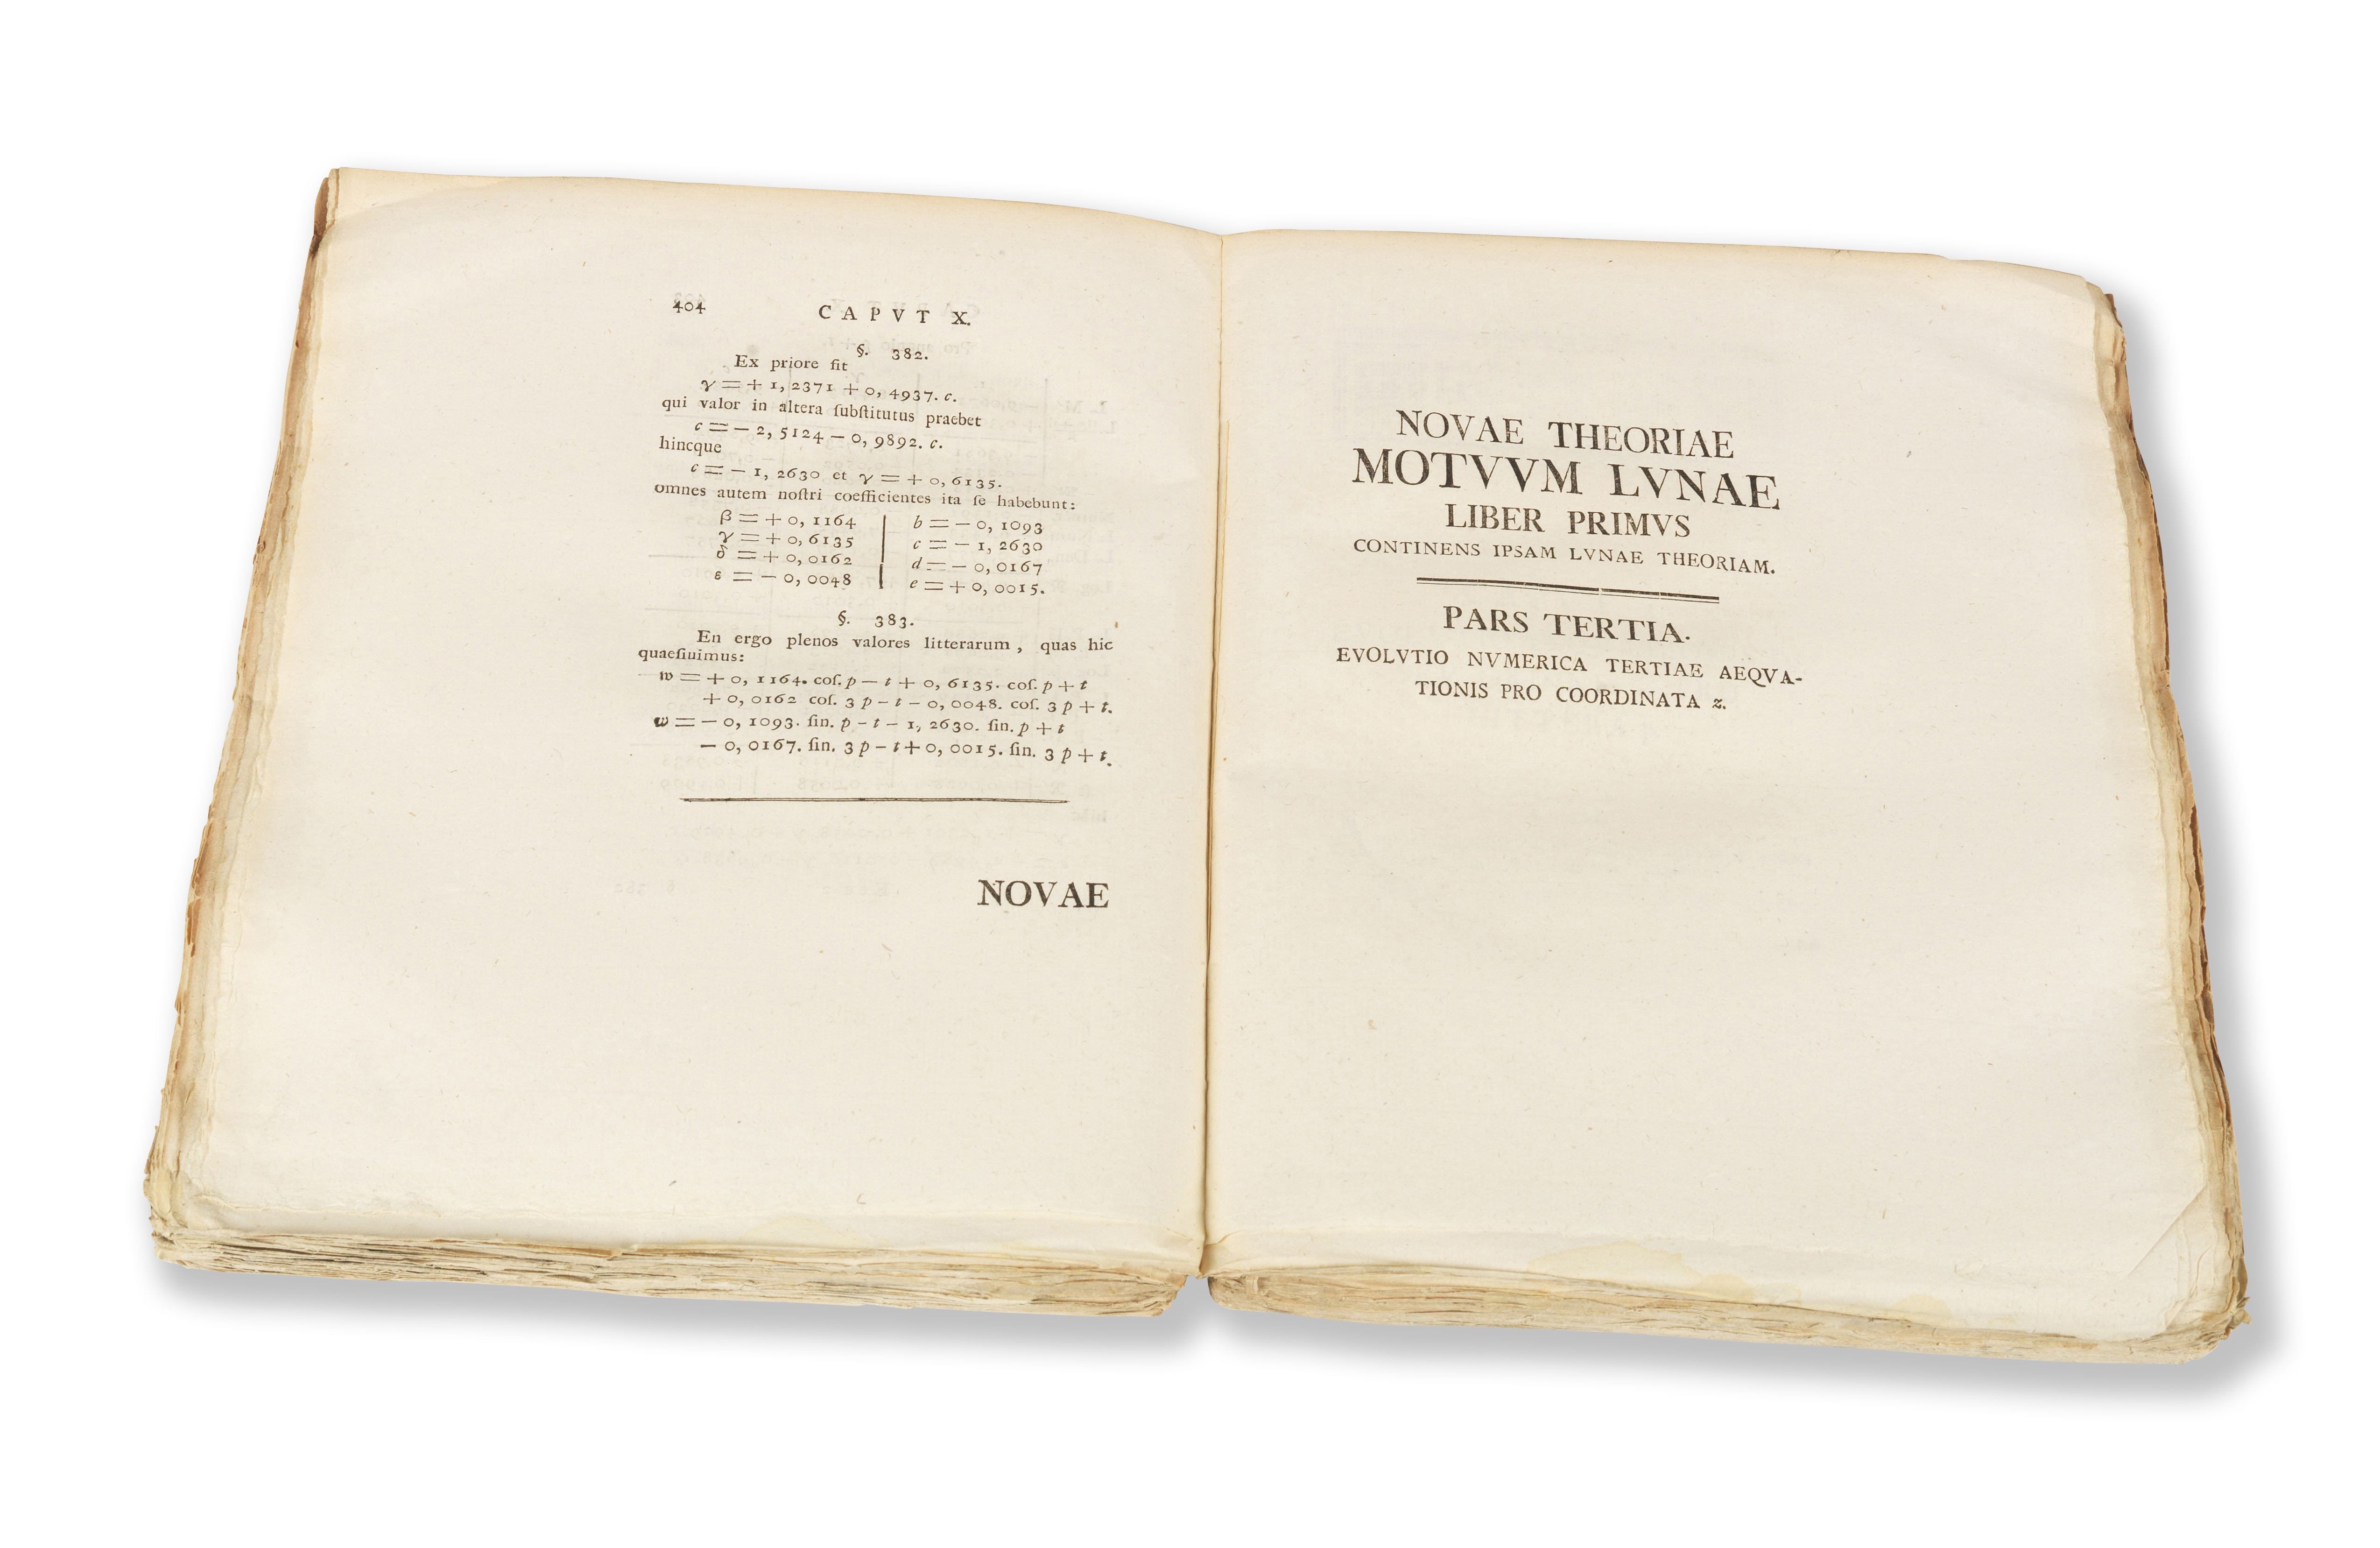 404
CAPVT X.
§. 382.
Ex priore fit
γ = + 1, 2371 + 0, 4937. c.
qui valor in altera ſubſtitutus praebet
c = − 2, 5124 − 0, 9892. c.
hincque
c = − 1, 2630 et γ = + 0, 6135.
omnes autem noſtri coefficientes ita ſe habebunt:
β = + 0, 1164 | b = − 0, 1093
γ = + 0, 6135 | c = − 1, 2630
δ = + 0, 0162 | d = − 0, 0167
ε = − 0, 0048 | e = + 0, 0015.
§. 383.
En ergo plenos valores litterarum, quas hic
quaeſiuimus:
w = + 0, 1164. coſ. p − t + 0, 6135. coſ. p + t
+ 0, 0162 coſ. 3 p − t − 0, 0048. coſ. 3 p + t.
w = − 0, 1093. ſin. p − t − 1, 2630. ſin. p + t
− 0, 0167. ſin. 3 p − t + 0, 0015. ſin. 3 p + t.
NOVAE
NOVAE THEORIAE
MOTVVM LVNAE
LIBER PRIMVS
CONTINENS IPSAM LVNAE THEORIAM.
PARS TERTIA.
EVOLVTIO NVMERICA TERTIAE AEQVA-
TIONIS PRO COORDINATA z.